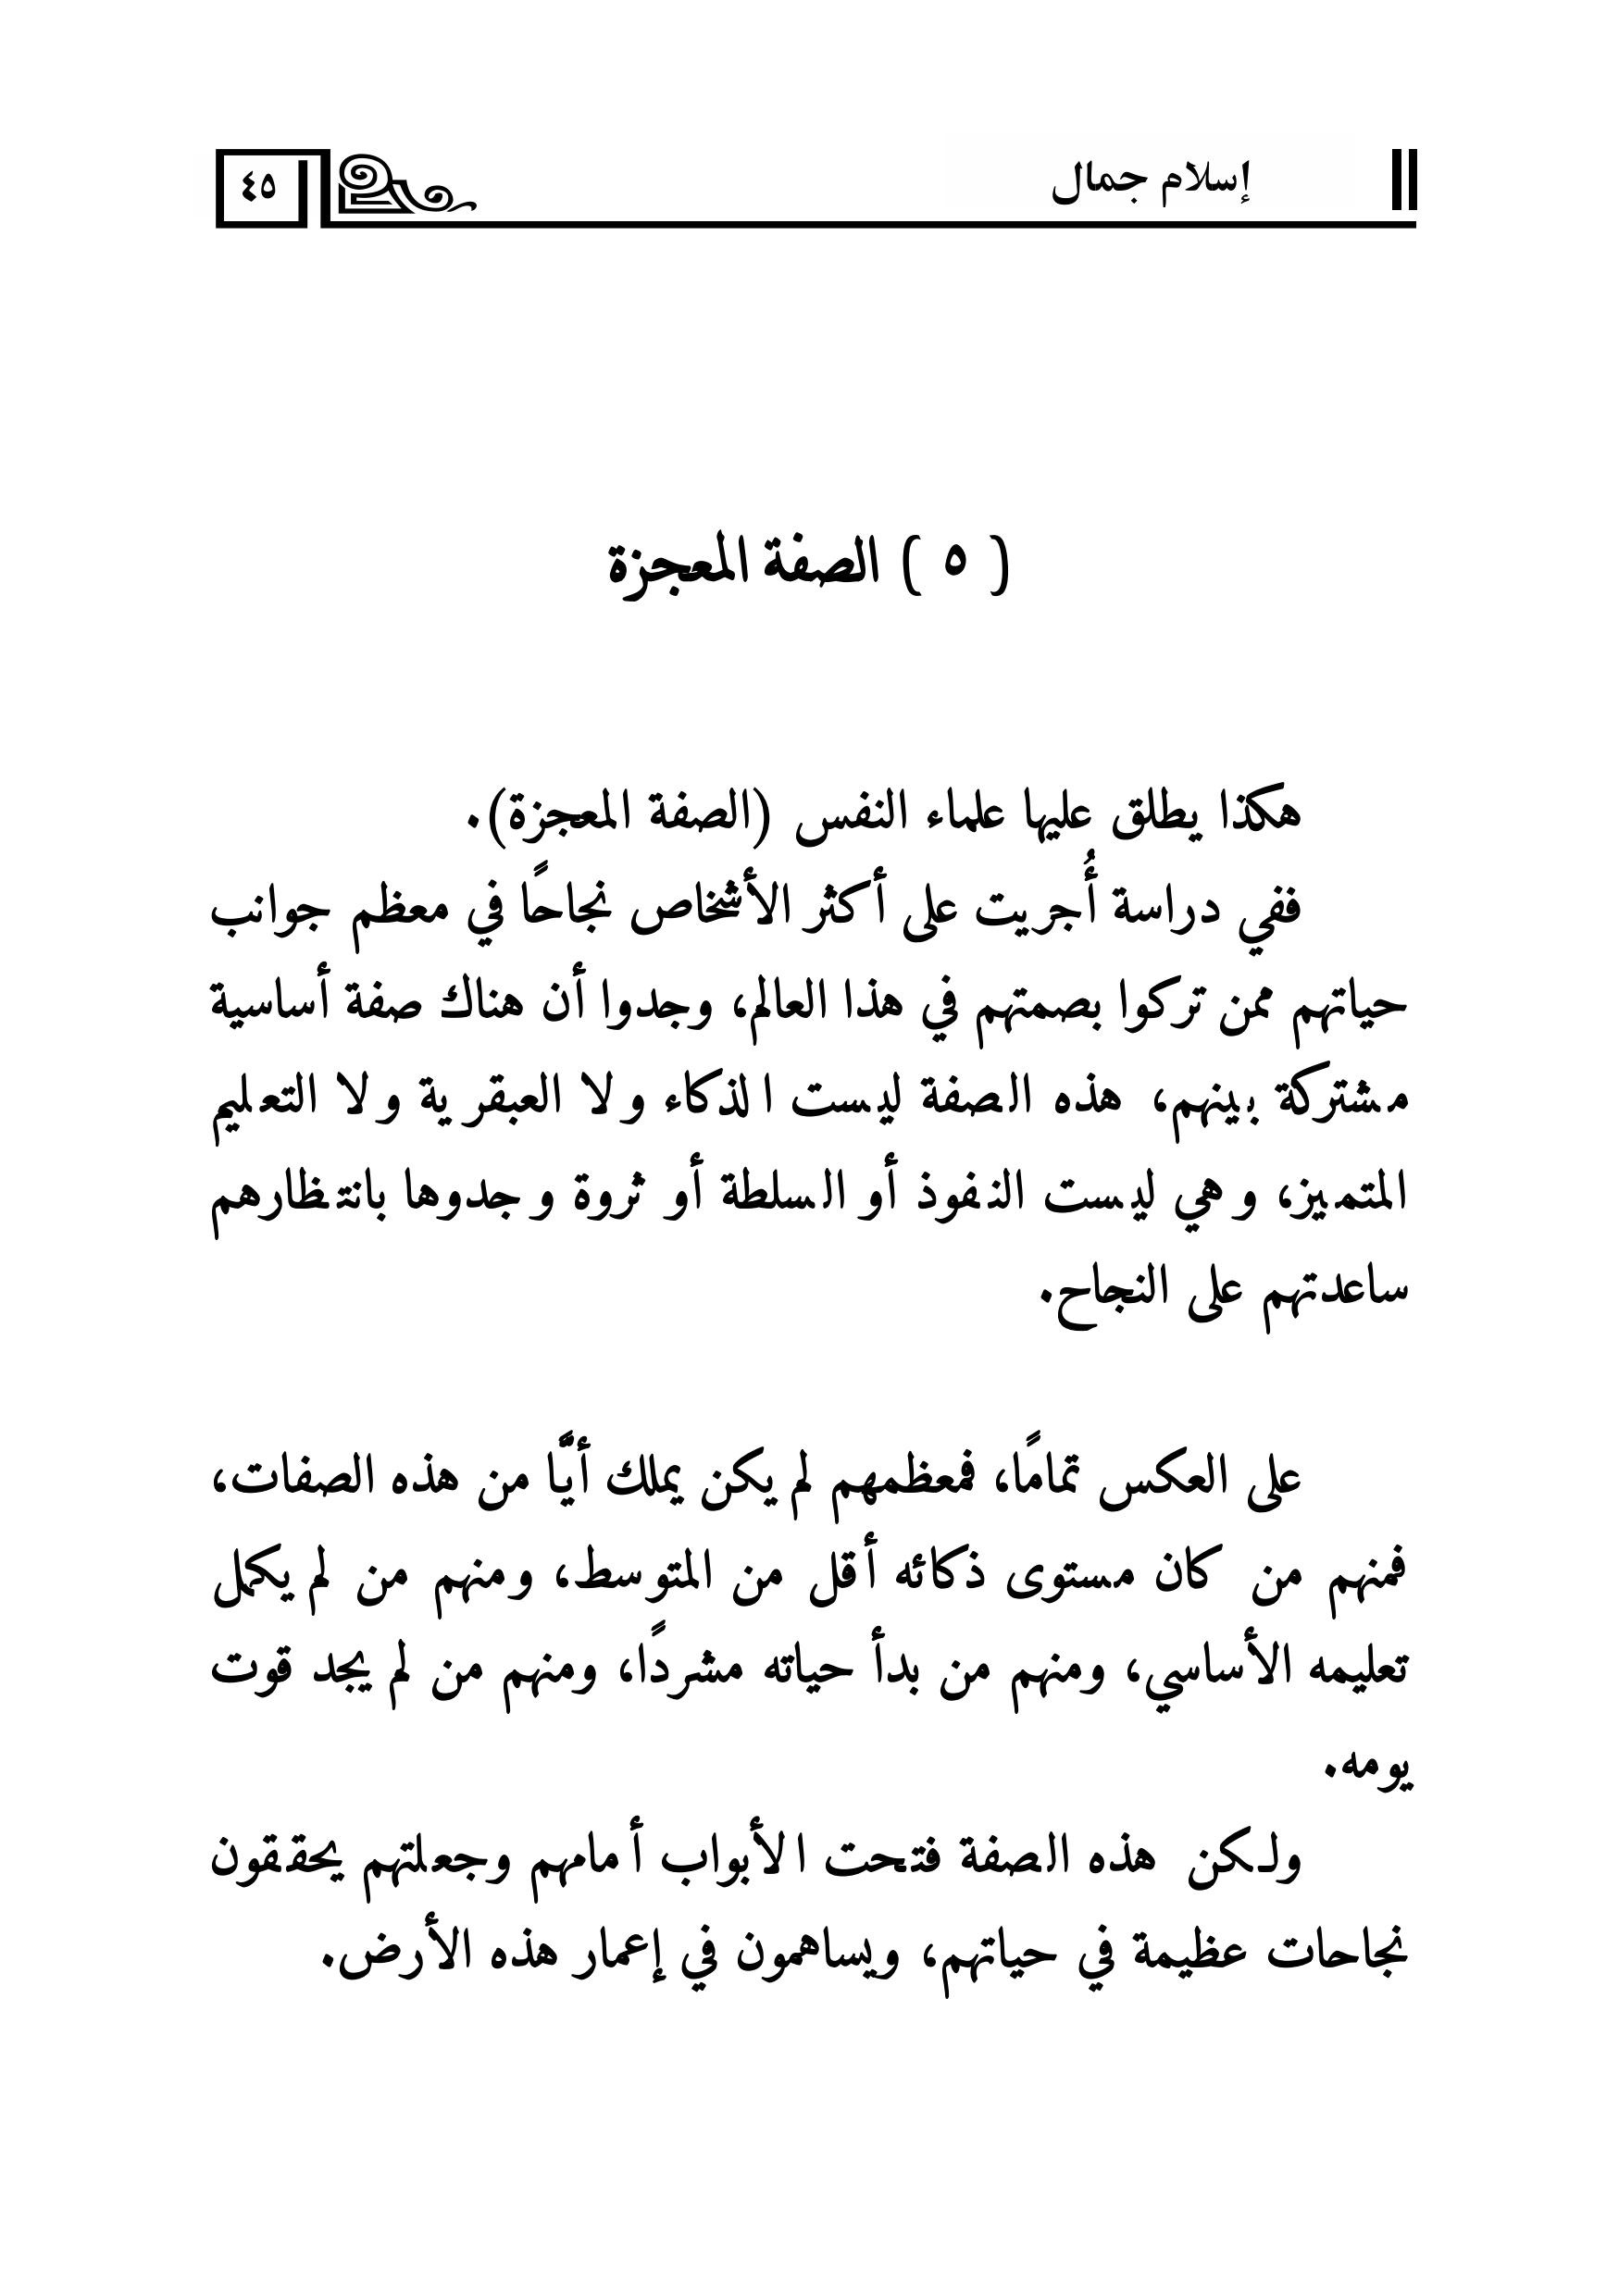 إسلام جمال
٤٥
( ٥ ) الصفة المعجزة
هكذا يطلق عليها علماء النفس (الصفة المعجزة).
ففي دراسة أُجريت على أكثر الأشخاص نجاحًا في معظم جوانب
حياتهم ممن تركوا بصمتهم في هذا العالم، وجدوا أن هناك صفة أساسية
مشتركة بينهم، هذه الصفة ليست الذكاء ولا العبقرية ولا التعليم
المتميز، وهي ليست النفوذ أو السلطة أو ثروة وجدوها بانتظارهم
ساعدتهم على النجاح.
على العكس تمامًا، فمعظمهم لم يكن يملك أيًّا من هذه الصفات،
فمنهم من كان مستوى ذكائه أقل من المتوسط، ومنهم من لم يكمل
تعليمه الأساسي، ومنهم من بدأ حياته مشردًا، ومنهم من لم يجد قوت
يومه.
ولكن هذه الصفة فتحت الأبواب أمامهم وجعلتهم يحققون
نجاحات عظيمة في حياتهم، ويساهمون في إعمار هذه الأرض.